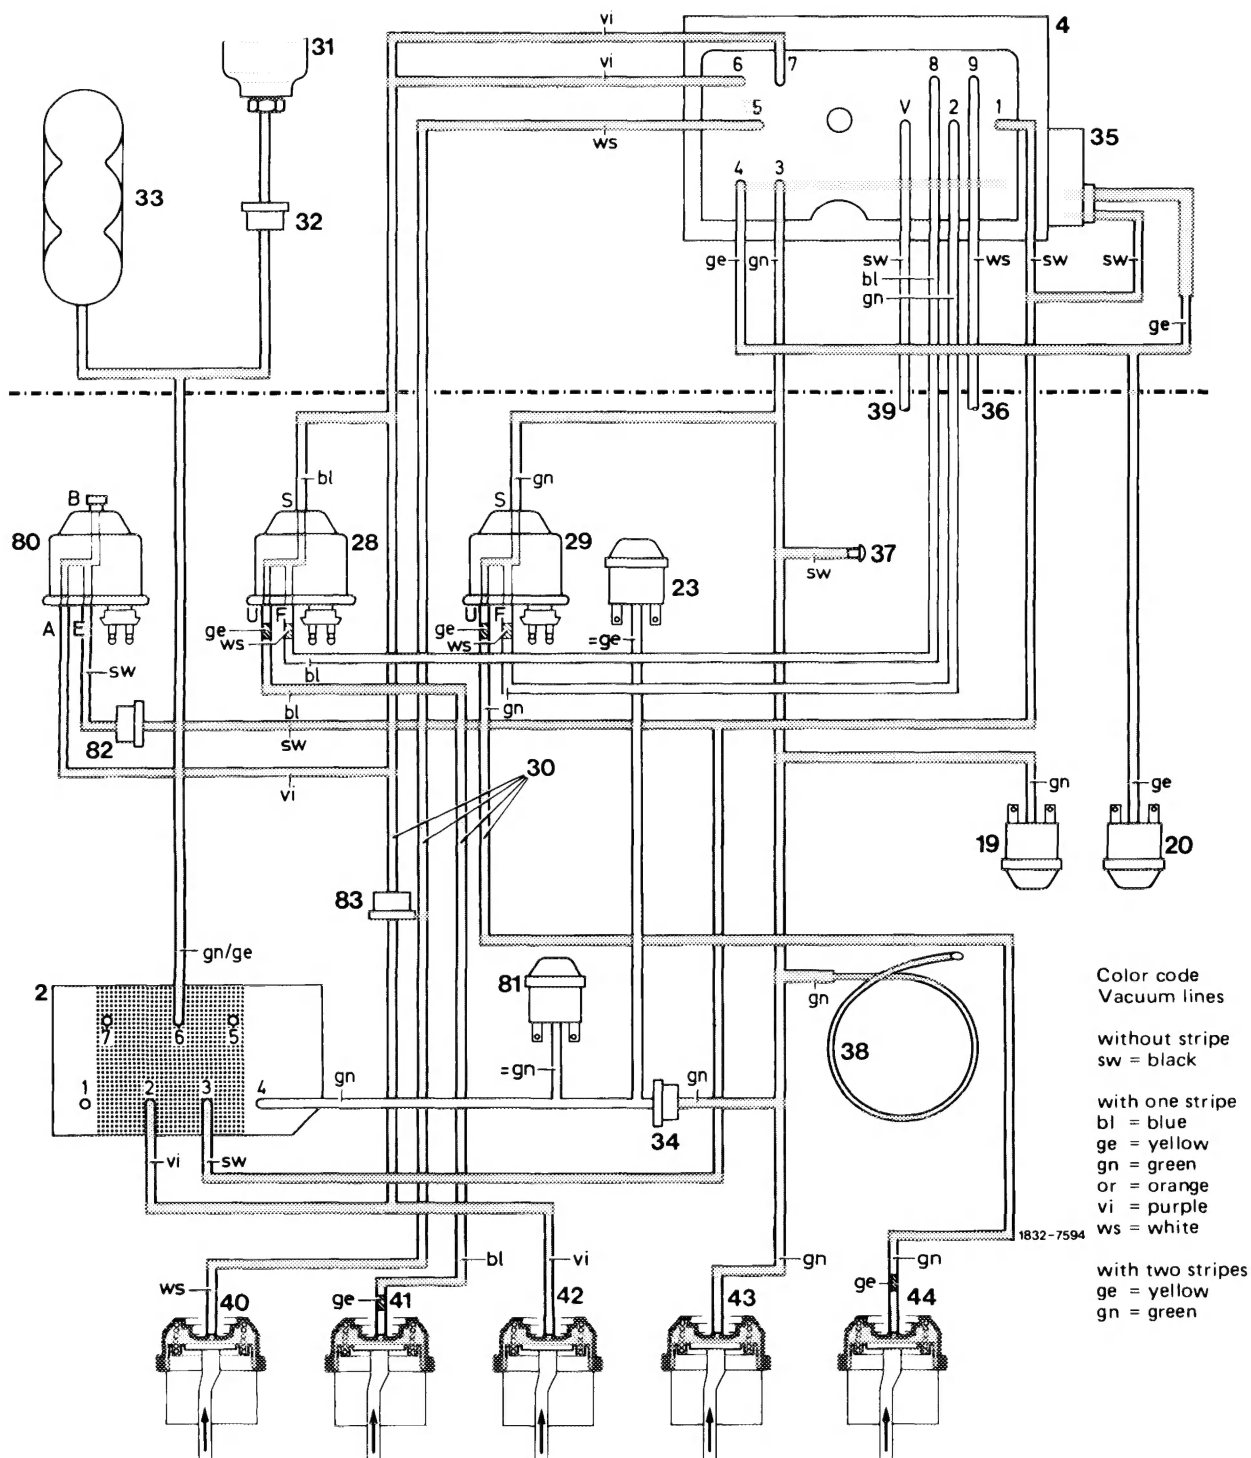 vi
4
31
6
7
8
9
vi
5
V
2
1
35
ws
33
32
4
3
ge
gn
sw
ws
sw
sw
bl
gn
ge
39
36
bl
gn
B
S
S
80
28
29
37
sw
23
A
E
U
F
U
F
ge
ws
ge
ws
=ge
sw
bl
bl
gn
82
sw
30
vi
gn
ge
19
20
83
gn/ge
2
81
gn
7
6
5
38
=gn
1
2
3
4
gn
gn
34
vi
sw
Color code
Vacuum lines
without stripe
sw = black
with one stripe
bl = blue
ge = yellow
gn = green
or = orange
vi = purple
ws = white
with two stripes
ge = yellow
gn = green
1832-7594
ws
bl
vi
gn
gn
40
ge
41
42
43
ge
44